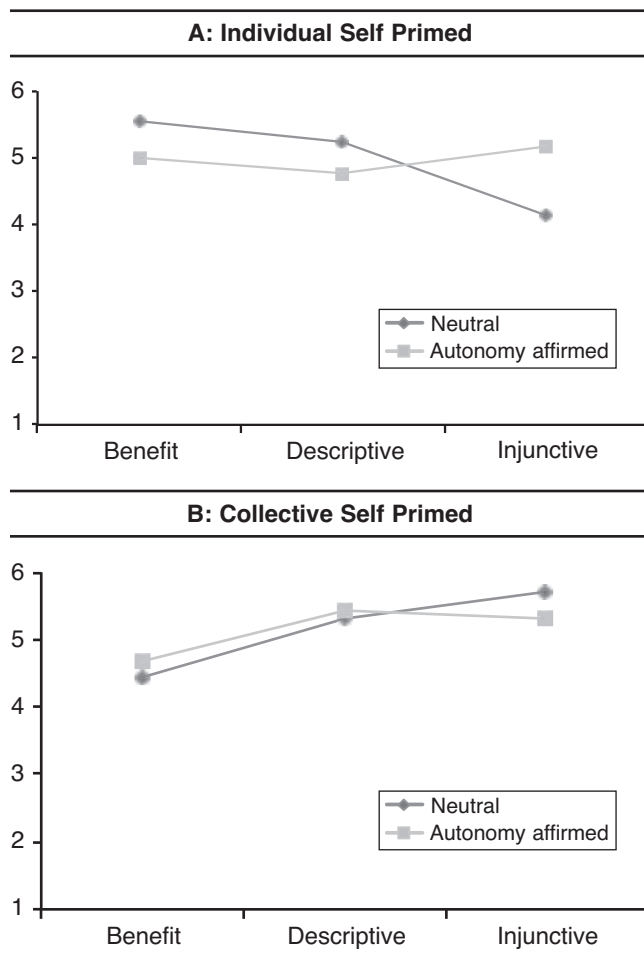 A: Individual Self Primed
6
5
4
3
2
1
Neutral
Autonomy affirmed
Benefit Descriptive Injunctive
B: Collective Self Primed
6
5
4
3
2
1
Neutral
Autonomy affirmed
Benefit Descriptive Injunctive